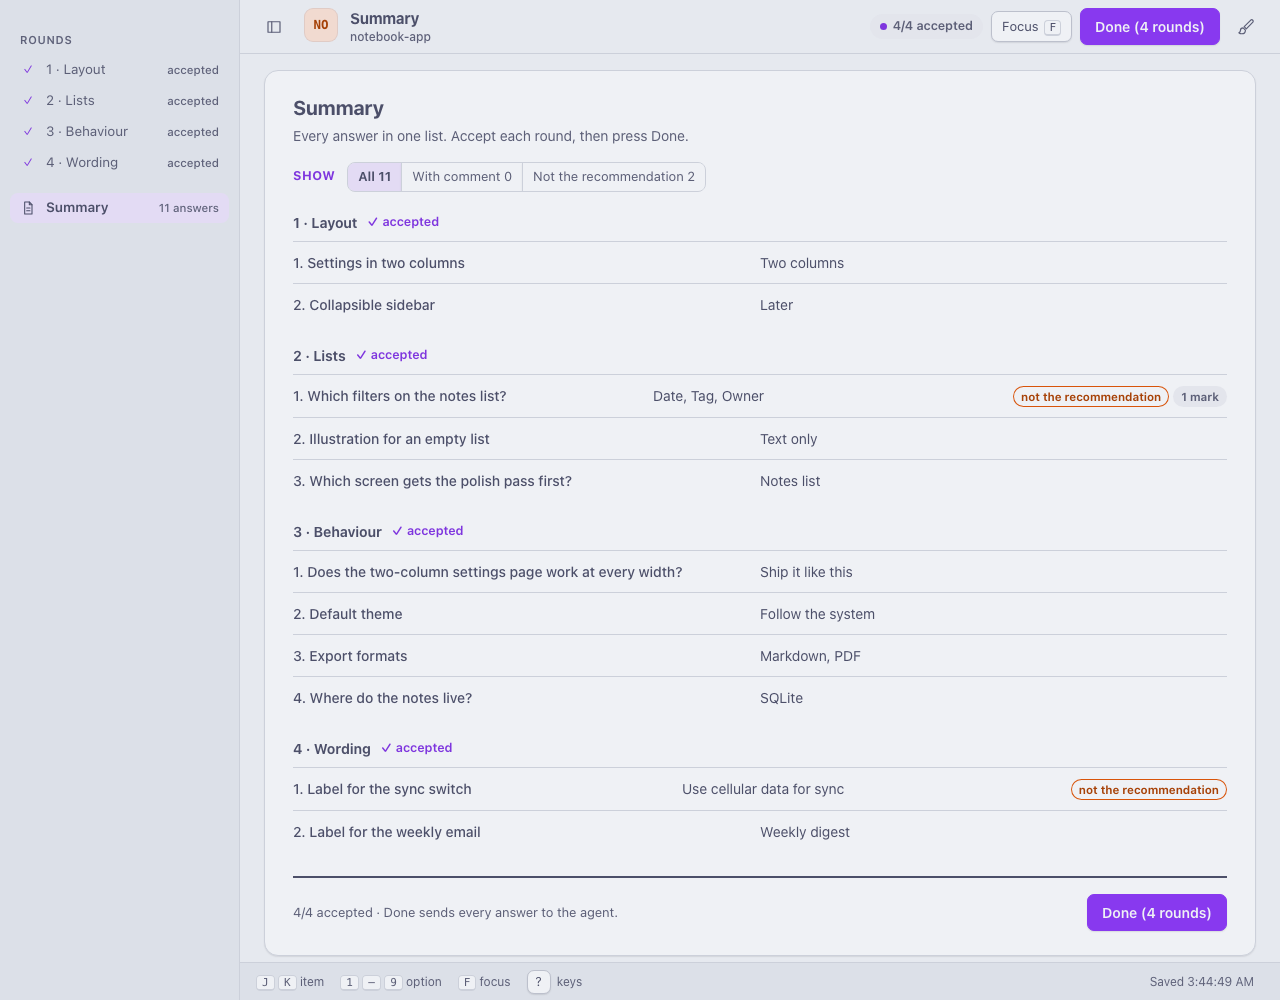 ROUNDS
1 · Layout accepted
2 · Lists accepted
3 · Behaviour accepted
4 · Wording accepted
Summary 11 answers
NO
Summary
notebook-app
4/4 accepted
Focus F
Done (4 rounds)
Summary
Every answer in one list. Accept each round, then press Done.
SHOW All 11 With comment 0 Not the recommendation 2
1 · Layout accepted
1. Settings in two columns Two columns
2. Collapsible sidebar Later
2 · Lists accepted
1. Which filters on the notes list? Date, Tag, Owner not the recommendation 1 mark
2. Illustration for an empty list Text only
3. Which screen gets the polish pass first? Notes list
3 · Behaviour accepted
1. Does the two-column settings page work at every width? Ship it like this
2. Default theme Follow the system
3. Export formats Markdown, PDF
4. Where do the notes live? SQLite
4 · Wording accepted
1. Label for the sync switch Use cellular data for sync not the recommendation
2. Label for the weekly email Weekly digest
4/4 accepted · Done sends every answer to the agent. Done (4 rounds)
J K item 1 – 9 option F focus ? keys Saved 3:44:49 AM